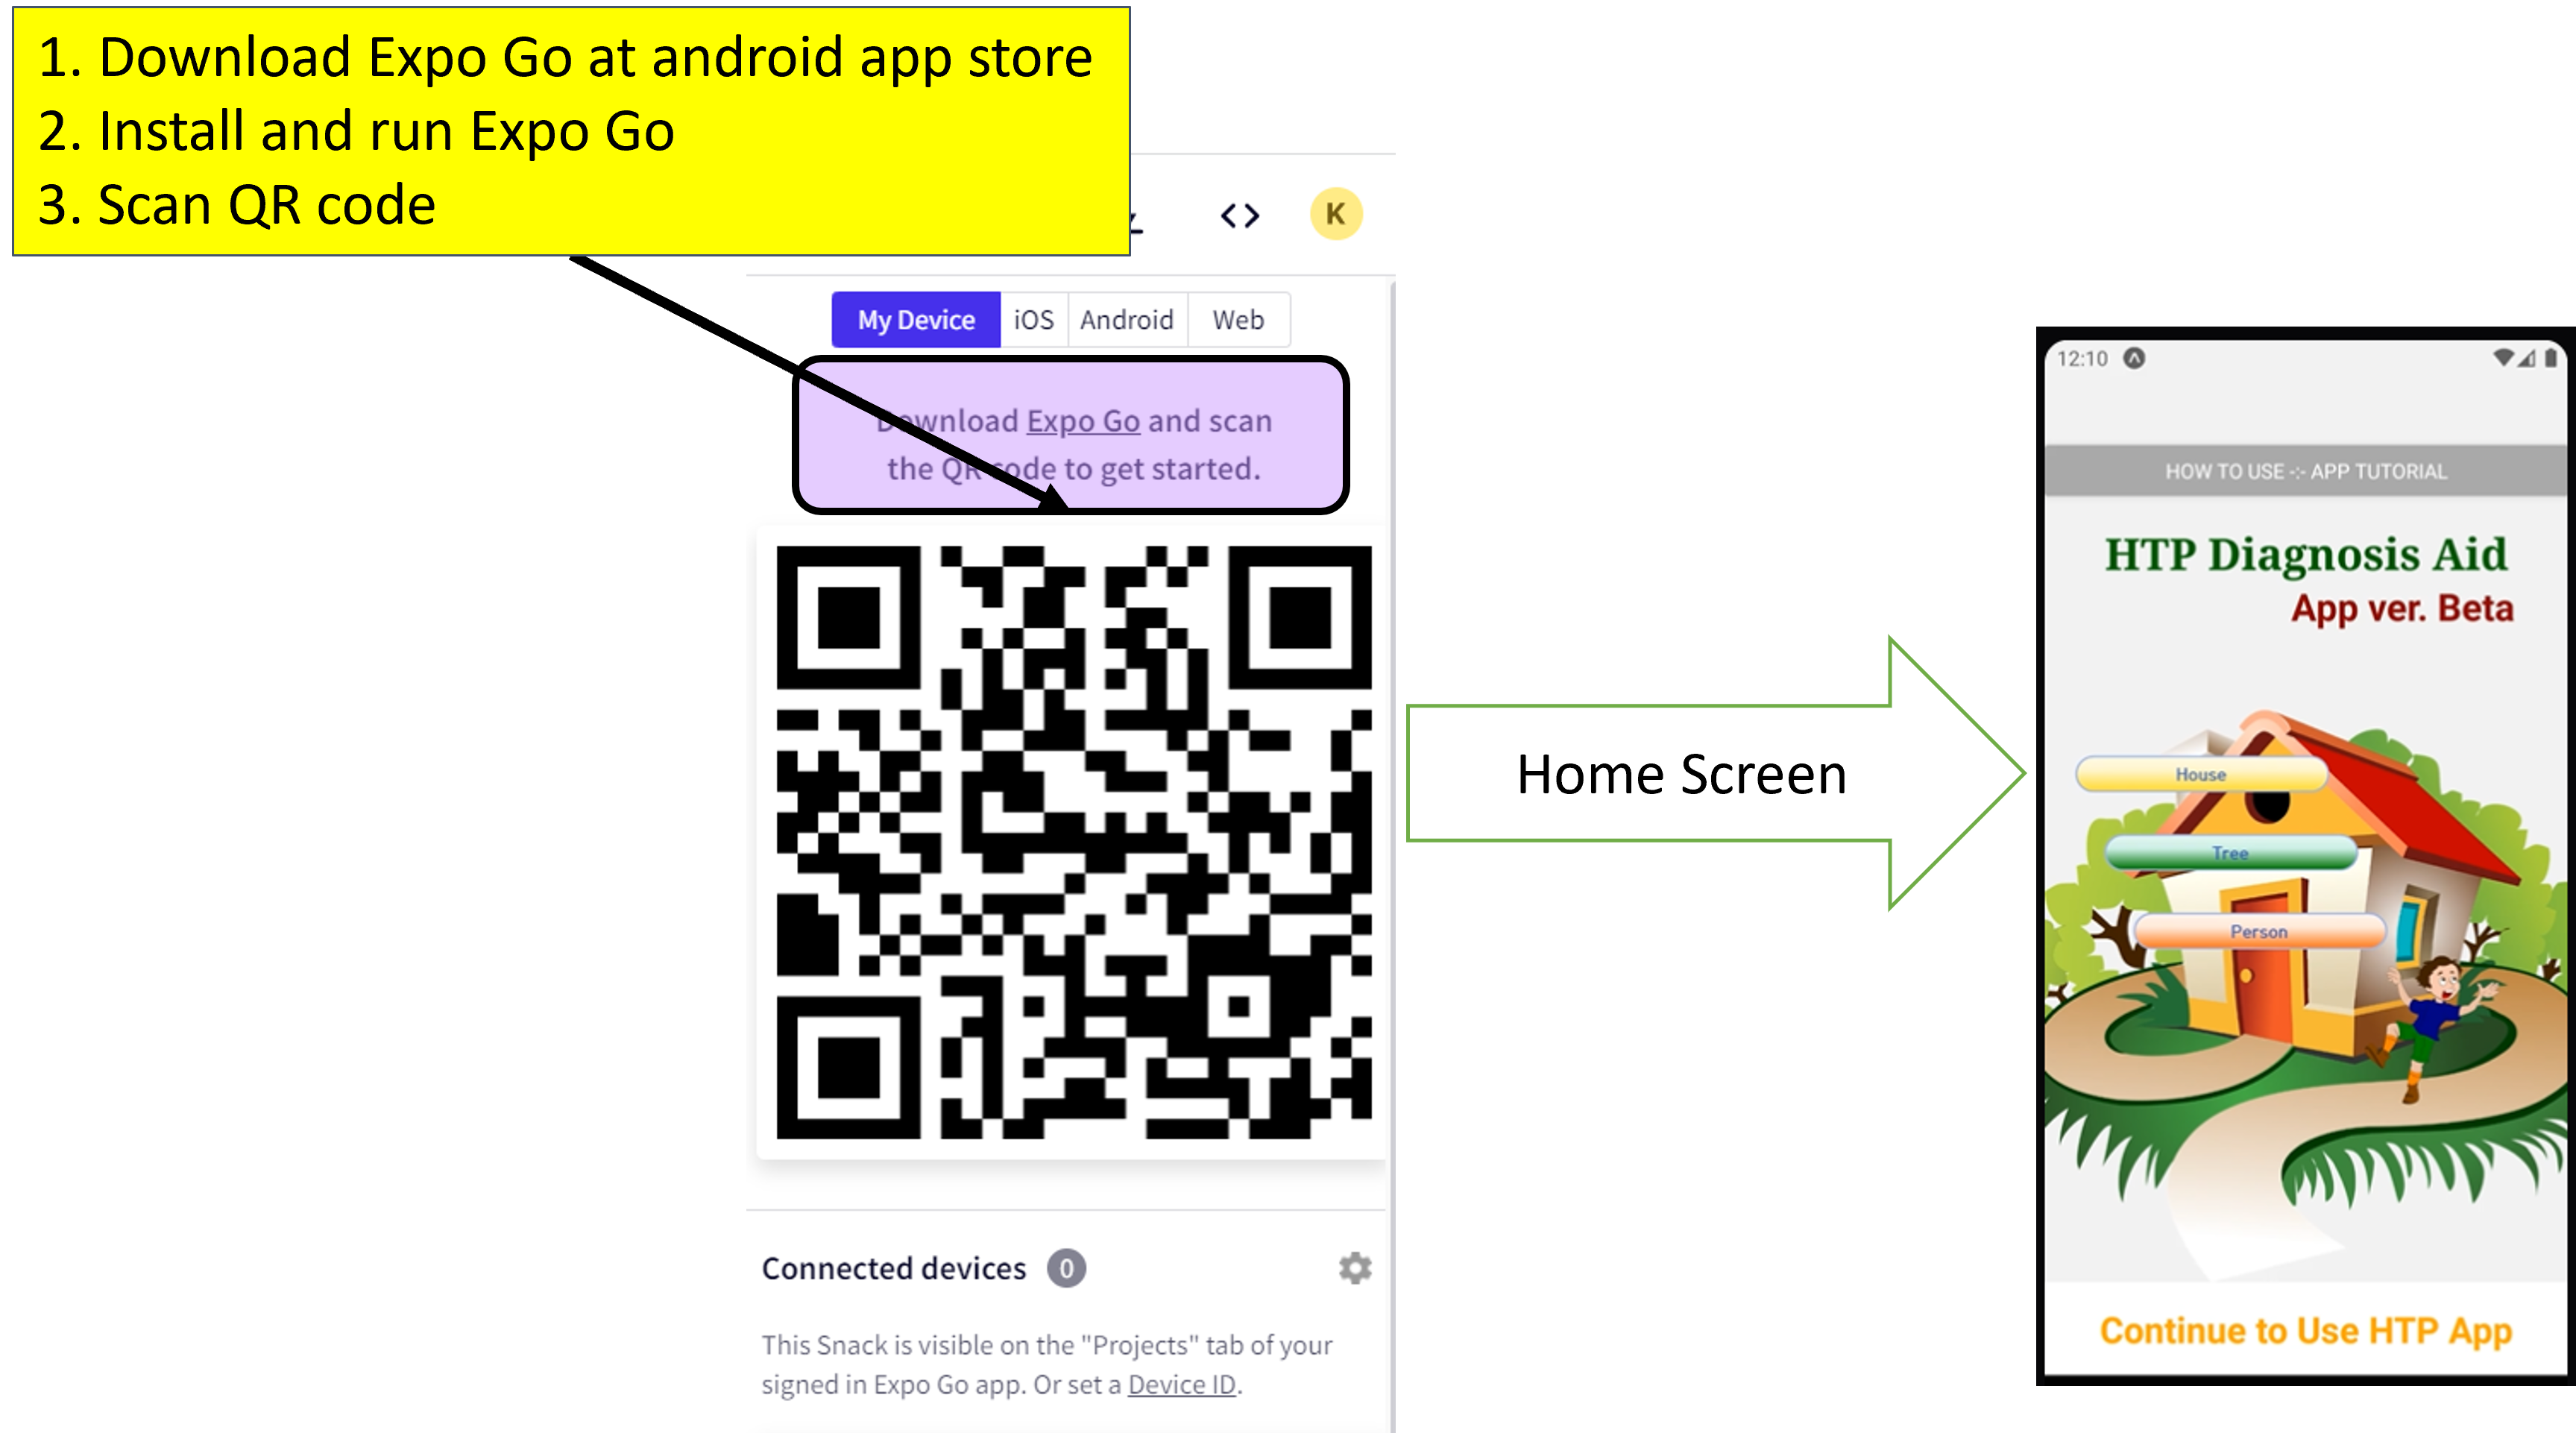 1. Download Expo Go at android app store
2. Install and run Expo Go
3. Scan QR code
K
My Device
iOS
Android
Web
Download Expo Go and scan
the QR code to get started.
Connected devices 0
This Snack is visible on the "Projects" tab of your
signed in Expo Go app. Or set a Device ID.
Home Screen
12:10
HOW TO USE -:- APP TUTORIAL
HTP Diagnosis Aid
App ver. Beta
House
Tree
Person
Continue to Use HTP App